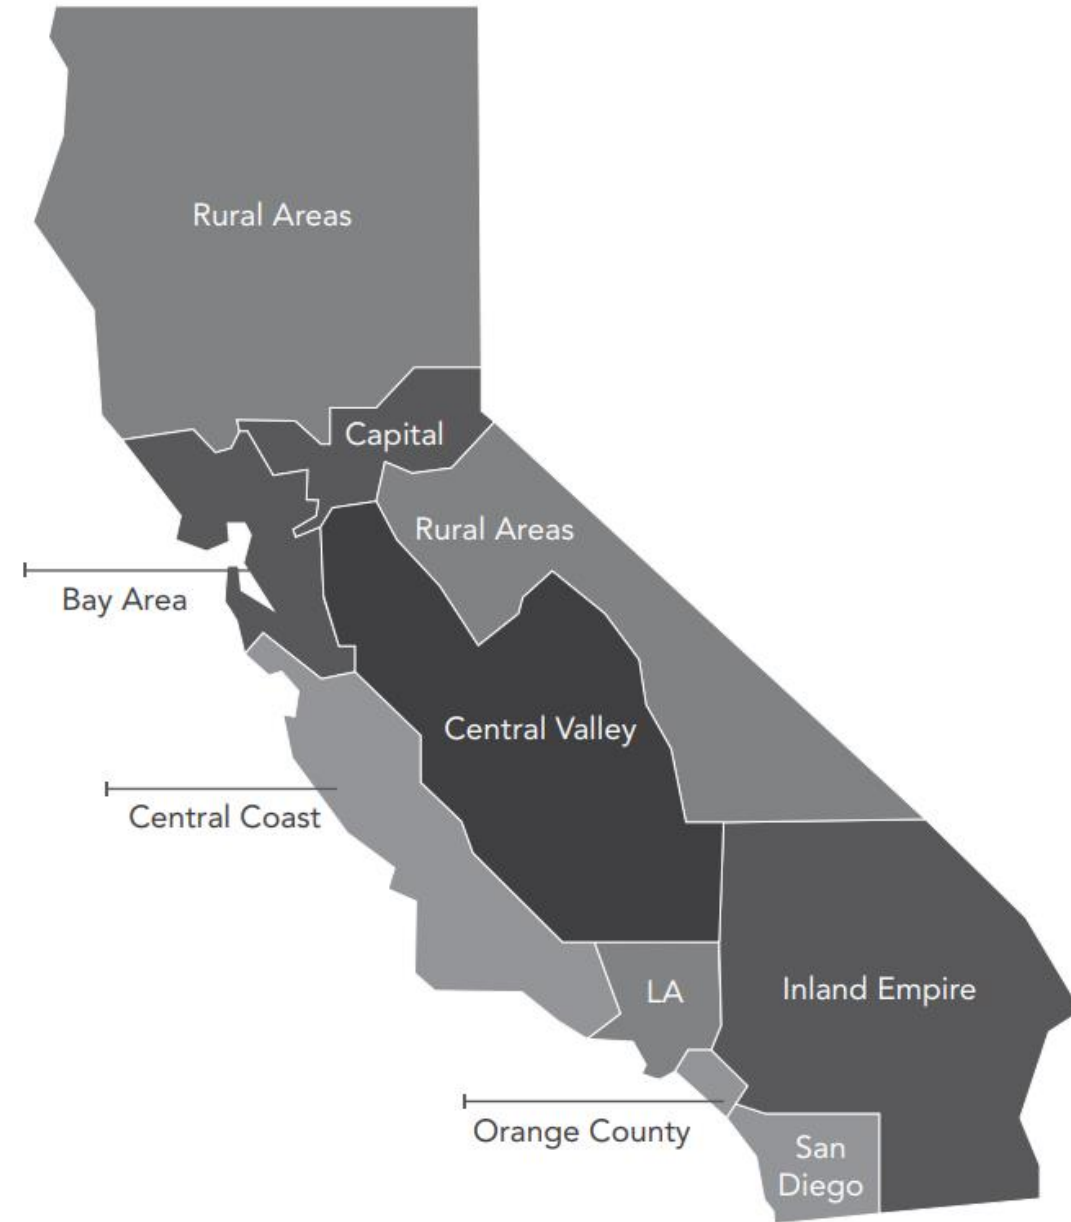 Rural Areas
Capital
Rural Areas
Bay Area
Central Valley
Central Coast
LA
Inland Empire
Orange County
San
Diego